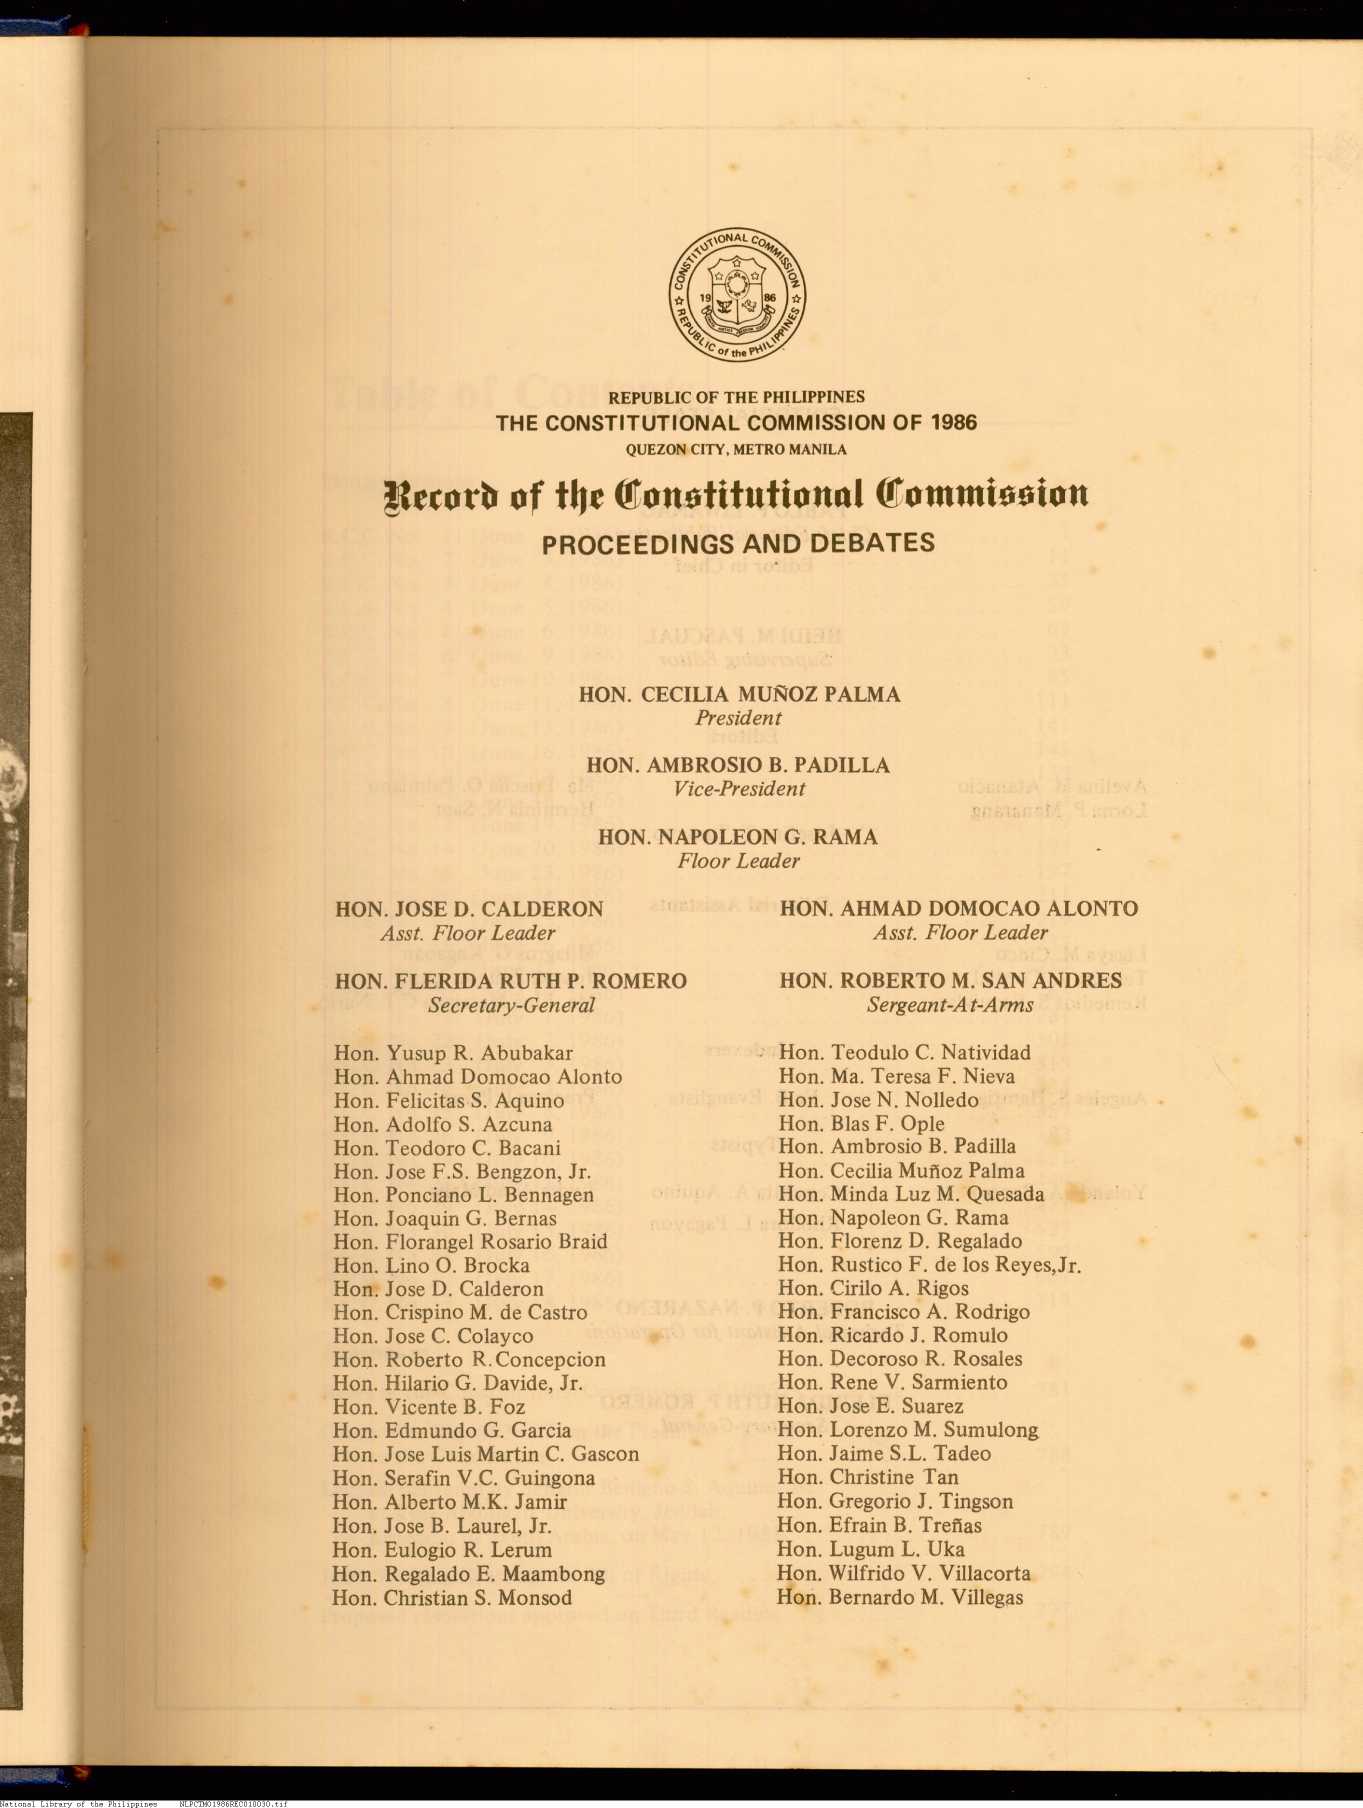 CONSTITUTIONAL COMMISSION
19 86
REPUBLIC of the PHILIPPINES
REPUBLIC OF THE PHILIPPINES
THE CONSTITUTIONAL COMMISSION OF 1986
QUEZON CITY, METRO MANILA
Record of the Constitutional Commission
PROCEEDINGS AND DEBATES
HON. CECILIA MUÑOZ PALMA
President
HON. AMBROSIO B. PADILLA
Vice-President
HON. NAPOLEON G. RAMA
Floor Leader
HON. JOSE D. CALDERON
Asst. Floor Leader
HON. AHMAD DOMOCAO ALONTO
Asst. Floor Leader
HON. FLERIDA RUTH P. ROMERO
Secretary-General
HON. ROBERTO M. SAN ANDRES
Sergeant-At-Arms
Hon. Yusup R. Abubakar
Hon. Ahmad Domocao Alonto
Hon. Felicitas S. Aquino
Hon. Adolfo S. Azcuna
Hon. Teodoro C. Bacani
Hon. Jose F.S. Bengzon, Jr.
Hon. Ponciano L. Bennagen
Hon. Joaquin G. Bernas
Hon. Florangel Rosario Braid
Hon. Lino O. Brocka
Hon. Jose D. Calderon
Hon. Crispino M. de Castro
Hon. Jose C. Colayco
Hon. Roberto R. Concepcion
Hon. Hilario G. Davide, Jr.
Hon. Vicente B. Foz
Hon. Edmundo G. Garcia
Hon. Jose Luis Martin C. Gascon
Hon. Serafin V.C. Guingona
Hon. Alberto M.K. Jamir
Hon. Jose B. Laurel, Jr.
Hon. Eulogio R. Lerum
Hon. Regalado E. Maambong
Hon. Christian S. Monsod
Hon. Teodulo C. Natividad
Hon. Ma. Teresa F. Nieva
Hon. Jose N. Nolledo
Hon. Blas F. Ople
Hon. Ambrosio B. Padilla
Hon. Cecilia Muñoz Palma
Hon. Minda Luz M. Quesada
Hon. Napoleon G. Rama
Hon. Florenz D. Regalado
Hon. Rustico F. de los Reyes,Jr.
Hon. Cirilo A. Rigos
Hon. Francisco A. Rodrigo
Hon. Ricardo J. Romulo
Hon. Decoroso R. Rosales
Hon. Rene V. Sarmiento
Hon. Jose E. Suarez
Hon. Lorenzo M. Sumulong
Hon. Jaime S.L. Tadeo
Hon. Christine Tan
Hon. Gregorio J. Tingson
Hon. Efrain B. Treñas
Hon. Lugum L. Uka
Hon. Wilfrido V. Villacorta
Hon. Bernardo M. Villegas
National Library of the Philippines NLPCTMO1986REC010030.tif